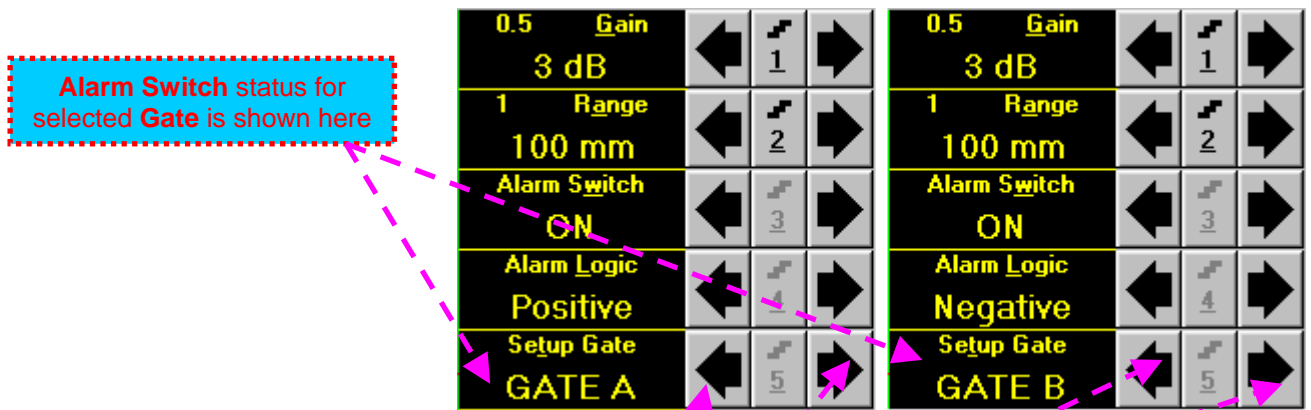 Alarm Switch status for
selected Gate is shown here
0.5 Gain
3 dB
1
1 Range
100 mm
2
Alarm Switch
ON
3
Alarm Logic
Positive
4
Setup Gate
GATE A
5
0.5 Gain
3 dB
1
1 Range
100 mm
2
Alarm Switch
ON
3
Alarm Logic
Negative
4
Setup Gate
GATE B
5